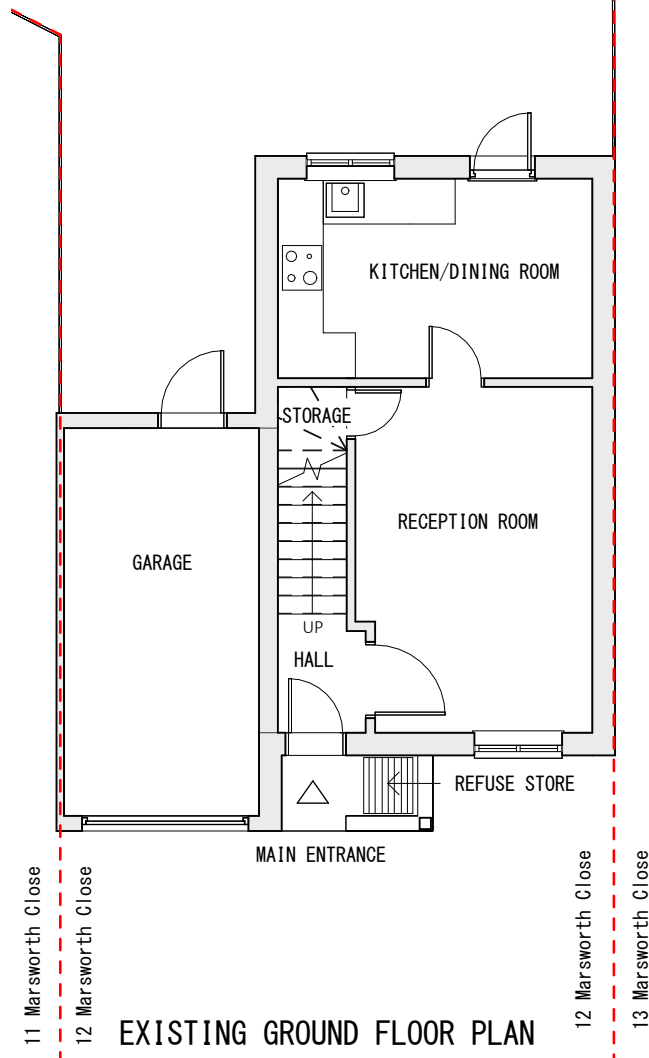 KITCHEN/DINING ROOM
STORAGE
RECEPTION ROOM
GARAGE
UP
HALL
REFUSE STORE
MAIN ENTRANCE
11 Marsworth Close
12 Marsworth Close
12 Marsworth Close
13 Marsworth Close
EXISTING GROUND FLOOR PLAN